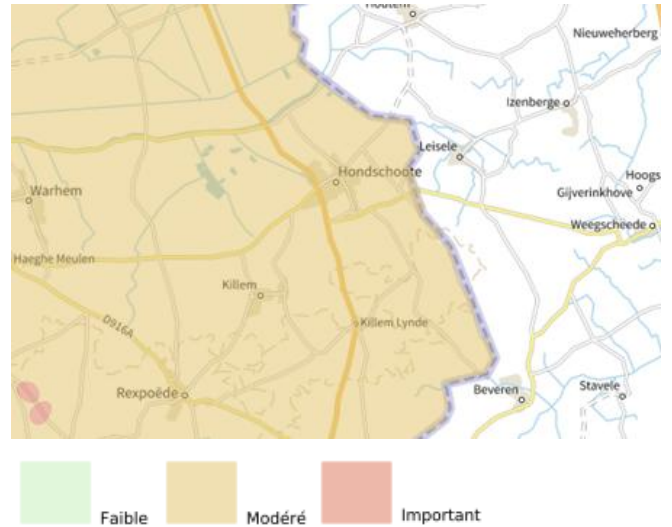 Nieuweherberg
Izenberge
Leisele
Hondschoote
Hoogs
Gijverinkhove
Warhem
Weegscheede
Haeghe Meulen
Killem
Killem Lynde
D916A
Rexpoëde
Beveren
Stavele
Faible Modéré Important